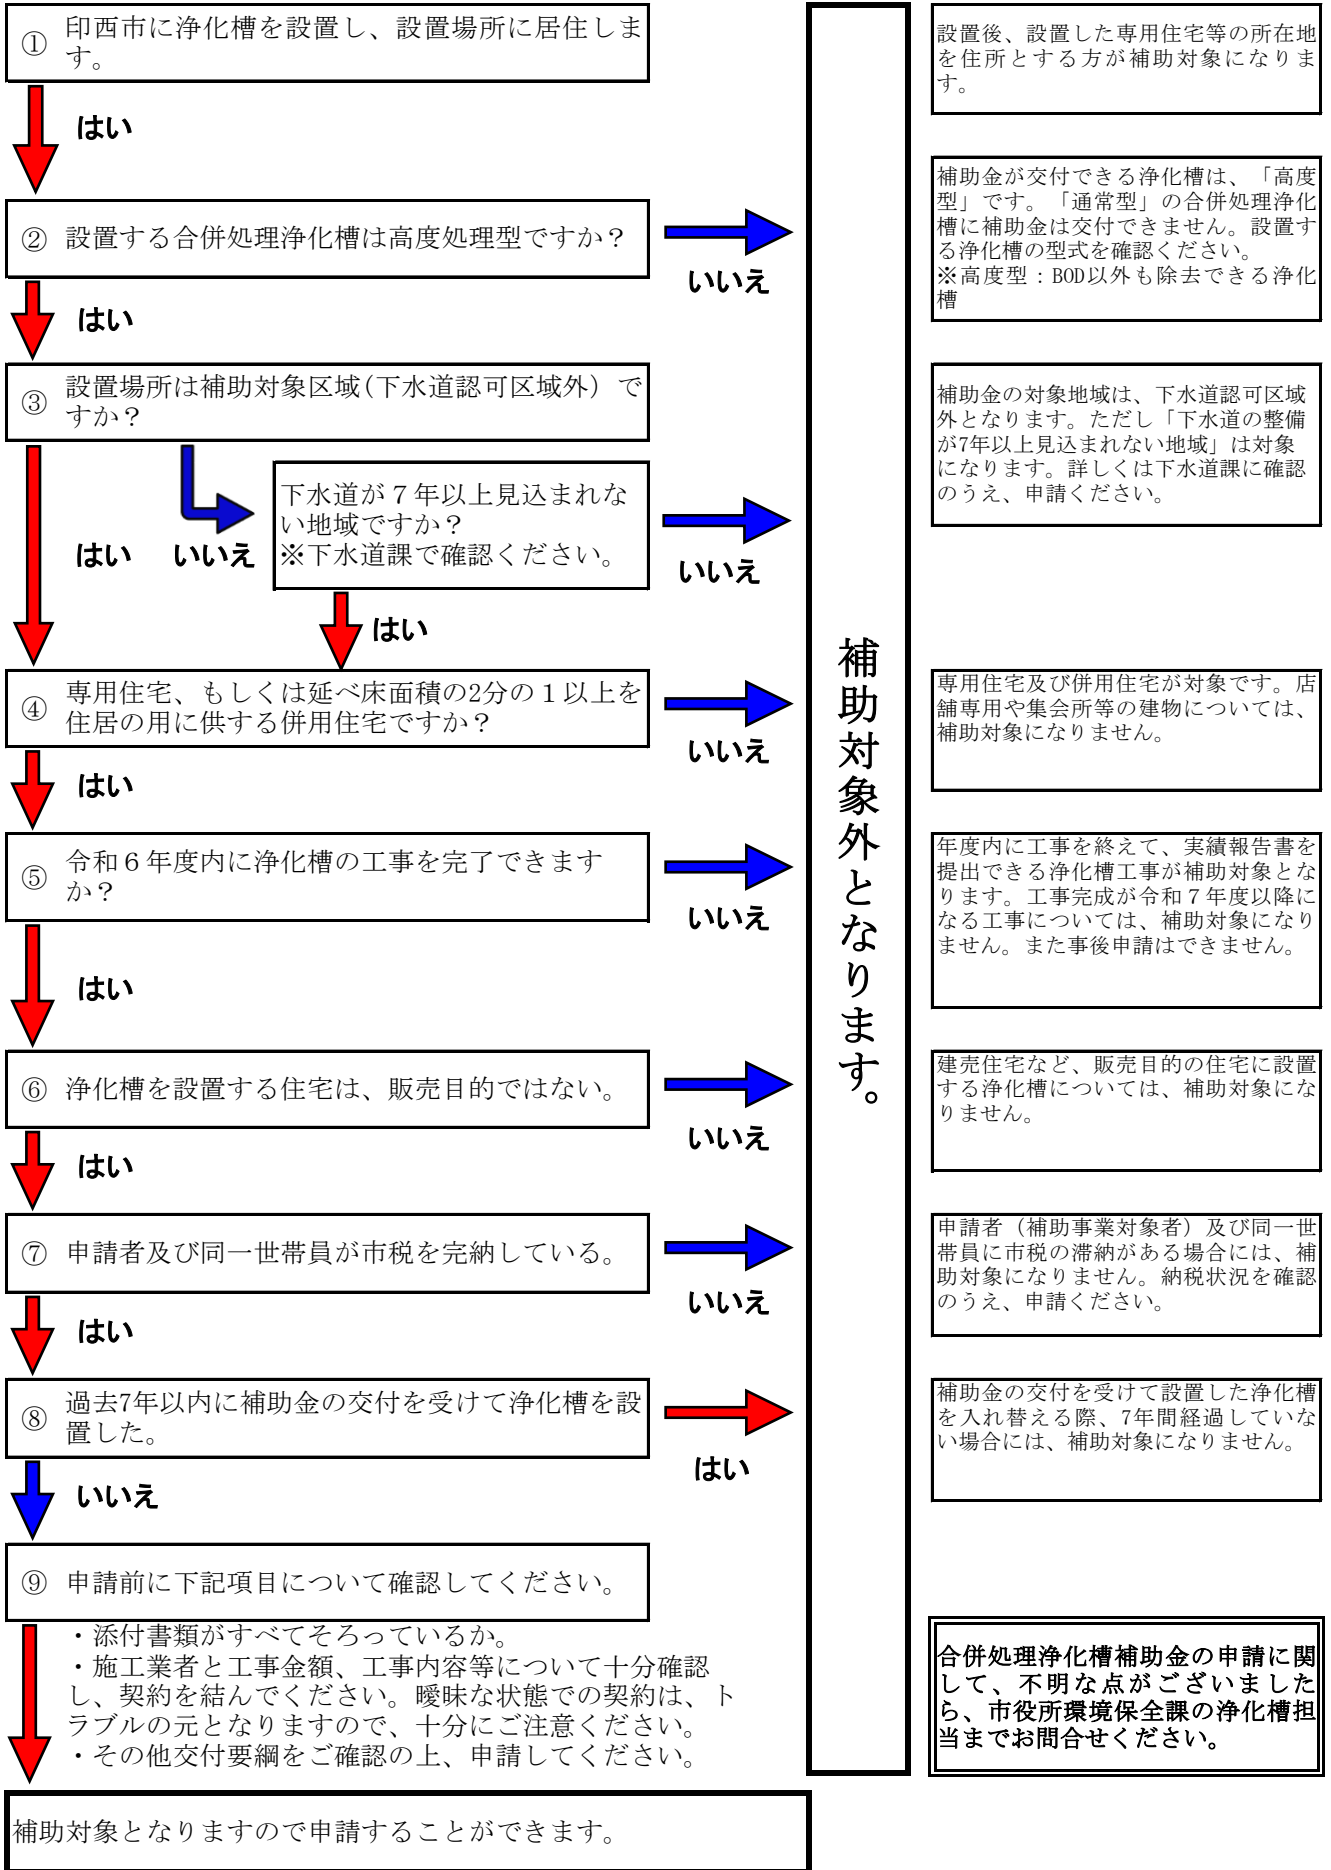 ① 印西市に浄化槽を設置し、設置場所に居住しま
す。
はい
② 設置する合併処理浄化槽は高度処理型ですか？
いいえ
はい
③ 設置場所は補助対象区域(下水道認可区域外）で
すか？
下水道が７年以上見込まれな
い地域ですか？
※下水道課で確認ください。
はい
いいえ
いいえ
はい
④ 専用住宅、もしくは延べ床面積の2分の１以上を
住居の用に供する併用住宅ですか？
いいえ
はい
⑤ 令和６年度内に浄化槽の工事を完了できます
か？
いいえ
はい
⑥ 浄化槽を設置する住宅は、販売目的ではない。
いいえ
はい
⑦ 申請者及び同一世帯員が市税を完納している。
いいえ
はい
⑧ 過去7年以内に補助金の交付を受けて浄化槽を設
置した。
はい
いいえ
⑨ 申請前に下記項目について確認してください。
・添付書類がすべてそろっているか。
・施工業者と工事金額、工事内容等について十分確認
し、契約を結んでください。曖昧な状態での契約は、ト
ラブルの元となりますので、十分にご注意ください。
・その他交付要綱をご確認の上、申請してください。
補助対象となりますので申請することができます。
補助対象外となります。
設置後、設置した専用住宅等の所在地
を住所とする方が補助対象になりま
す。
補助金が交付できる浄化槽は、「高度
型」です。「通常型」の合併処理浄化
槽に補助金は交付できません。設置す
る浄化槽の型式を確認ください。
※高度型：BOD以外も除去できる浄化
槽
補助金の対象地域は、下水道認可区域
外となります。ただし「下水道の整備
が7年以上見込まれない地域」は対象
になります。詳しくは下水道課に確認
のうえ、申請ください。
専用住宅及び併用住宅が対象です。店
舗専用や集会所等の建物については、
補助対象になりません。
年度内に工事を終えて、実績報告書を
提出できる浄化槽工事が補助対象とな
ります。工事完成が令和７年度以降に
なる工事については、補助対象になり
ません。また事後申請はできません。
建売住宅など、販売目的の住宅に設置
する浄化槽については、補助対象にな
りません。
申請者（補助事業対象者）及び同一世
帯員に市税の滞納がある場合には、補
助対象になりません。納税状況を確認
のうえ、申請ください。
補助金の交付を受けて設置した浄化槽
を入れ替える際、7年間経過していな
い場合には、補助対象になりません。
合併処理浄化槽補助金の申請に関
して、不明な点がございました
ら、市役所環境保全課の浄化槽担
当までお問合せください。